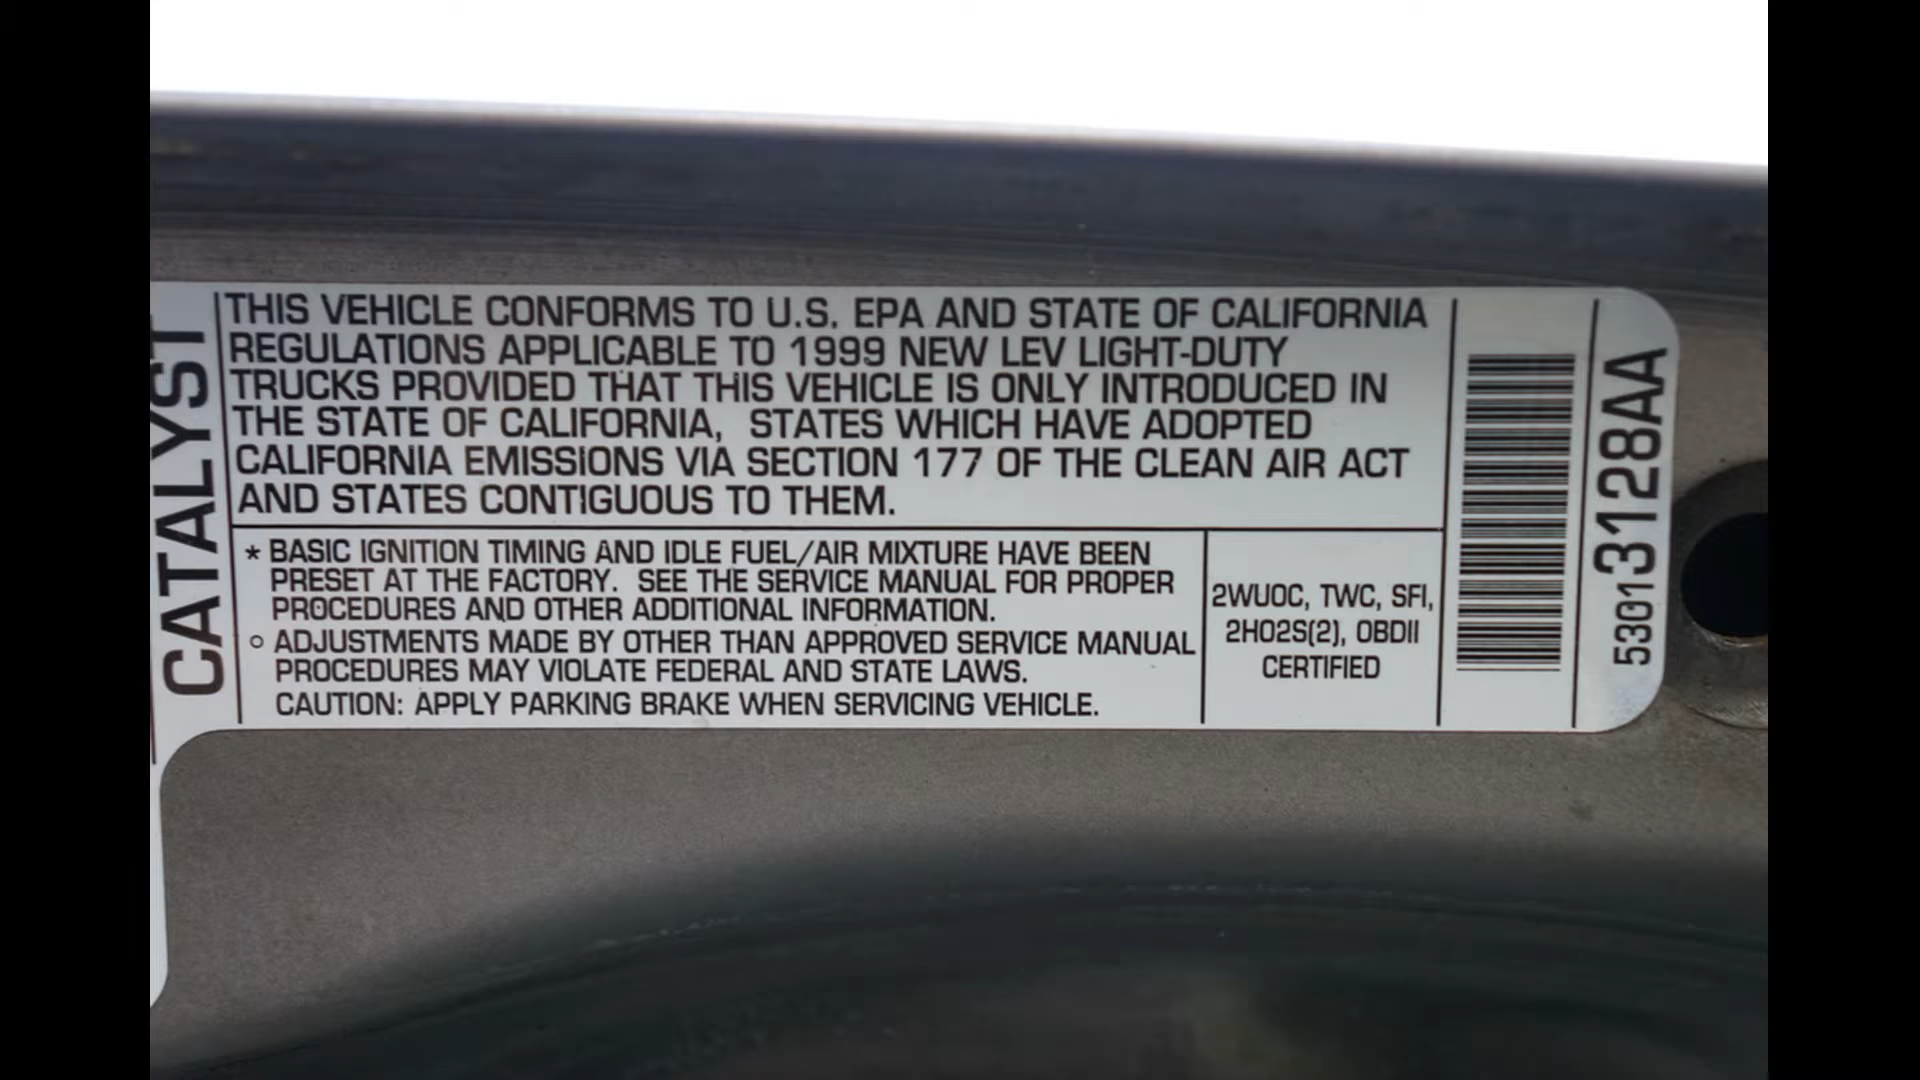 CATALYST
THIS VEHICLE CONFORMS TO U.S. EPA AND STATE OF CALIFORNIA
REGULATIONS APPLICABLE TO 1999 NEW LEV LIGHT-DUTY
TRUCKS PROVIDED THAT THIS VEHICLE IS ONLY INTRODUCED IN
THE STATE OF CALIFORNIA, STATES WHICH HAVE ADOPTED
CALIFORNIA EMISSIONS VIA SECTION 177 OF THE CLEAN AIR ACT
AND STATES CONTIGUOUS TO THEM.
* BASIC IGNITION TIMING AND IDLE FUEL/AIR MIXTURE HAVE BEEN
PRESET AT THE FACTORY. SEE THE SERVICE MANUAL FOR PROPER
PROCEDURES AND OTHER ADDITIONAL INFORMATION.
○ ADJUSTMENTS MADE BY OTHER THAN APPROVED SERVICE MANUAL
PROCEDURES MAY VIOLATE FEDERAL AND STATE LAWS.
CAUTION: APPLY PARKING BRAKE WHEN SERVICING VEHICLE.
2WUOC, TWC, SFI,
2HO2S(2), OBDII
CERTIFIED
53013128AA